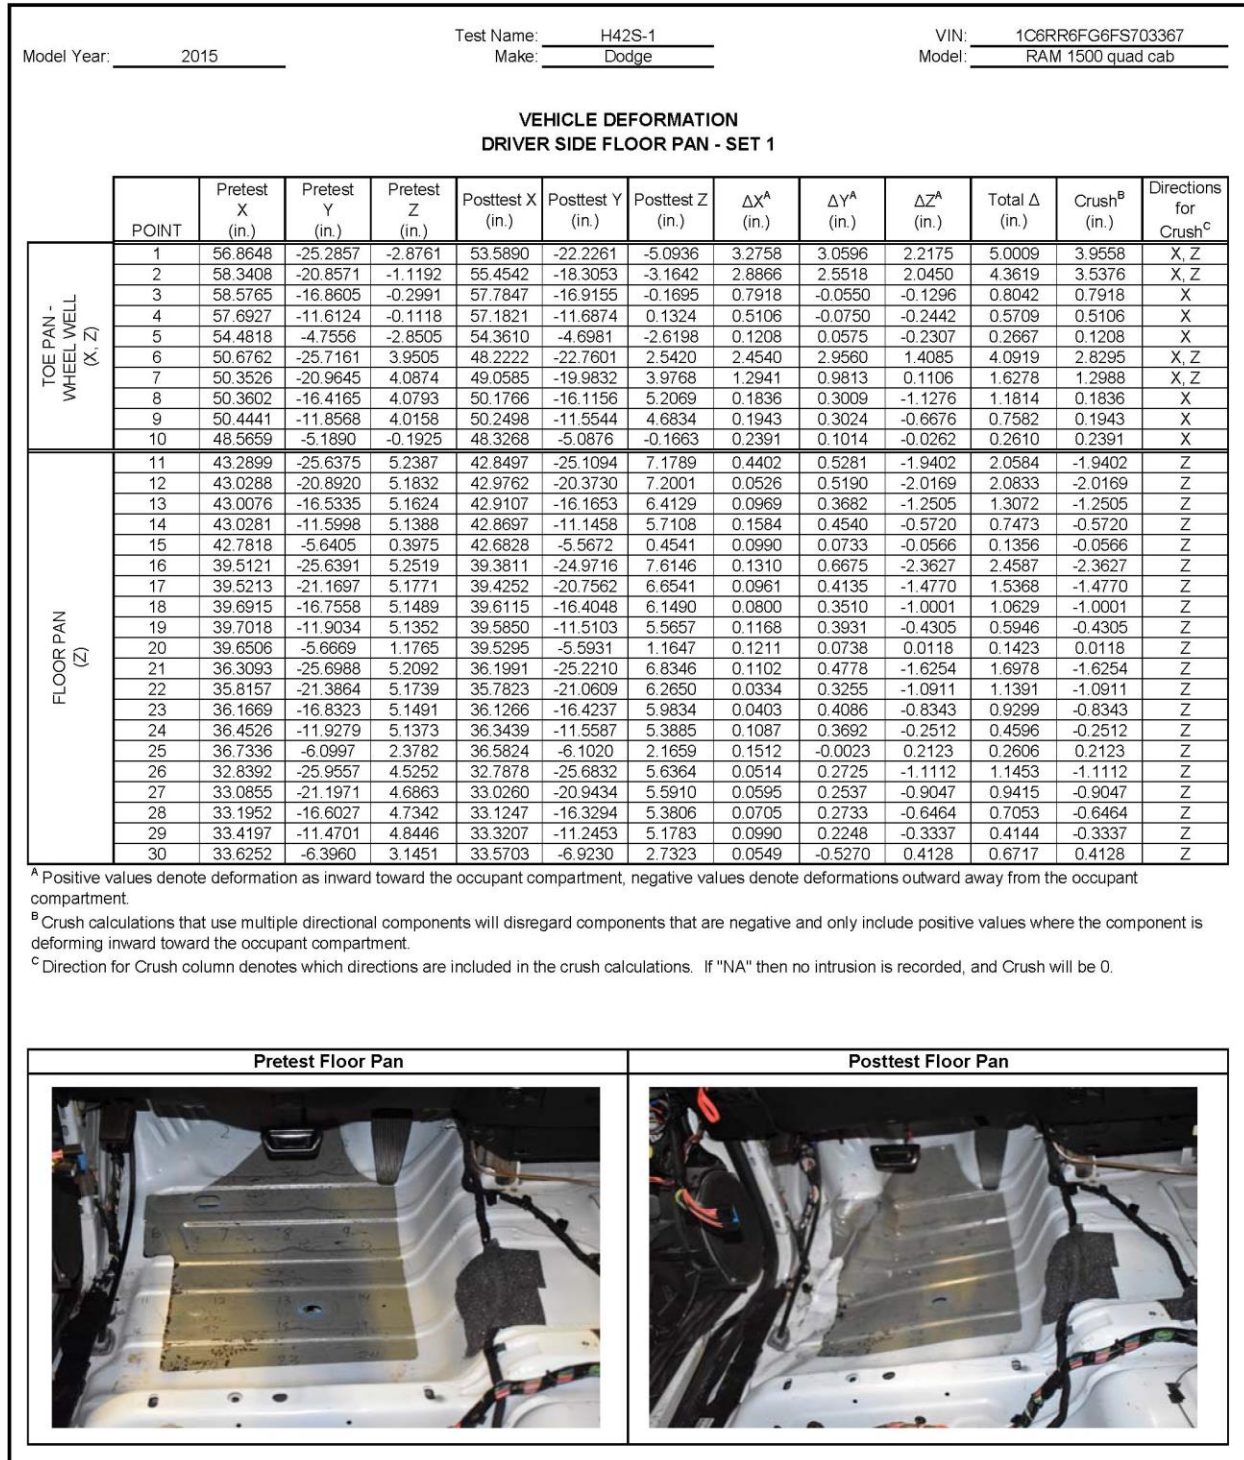 Test Name: H42S-1 VIN: 1C6RR6FG6FS703367
Model Year: 2015 Make: Dodge Model: RAM 1500 quad cab
VEHICLE DEFORMATION
DRIVER SIDE FLOOR PAN - SET 1
POINT Pretest X (in.) Pretest Y (in.) Pretest Z (in.) Posttest X (in.) Posttest Y (in.) Posttest Z (in.) ΔXᴬ (in.) ΔYᴬ (in.) ΔZᴬ (in.) Total Δ (in.) Crushᴮ (in.) Directions for Crushᶜ
TOE PAN - WHEEL WELL (X, Z)
1 56.8648 -25.2857 -2.8761 53.5890 -22.2261 -5.0936 3.2758 3.0596 2.2175 5.0009 3.9558 X, Z
2 58.3408 -20.8571 -1.1192 55.4542 -18.3053 -3.1642 2.8866 2.5518 2.0450 4.3619 3.5376 X, Z
3 58.5765 -16.8605 -0.2991 57.7847 -16.9155 -0.1695 0.7918 -0.0550 -0.1296 0.8042 0.7918 X
4 57.6927 -11.6124 -0.1118 57.1821 -11.6874 0.1324 0.5106 -0.0750 -0.2442 0.5709 0.5106 X
5 54.4818 -4.7556 -2.8505 54.3610 -4.6981 -2.6198 0.1208 0.0575 -0.2307 0.2667 0.1208 X
6 50.6762 -25.7161 3.9505 48.2222 -22.7601 2.5420 2.4540 2.9560 1.4085 4.0919 2.8295 X, Z
7 50.3526 -20.9645 4.0874 49.0585 -19.9832 3.9768 1.2941 0.9813 0.1106 1.6278 1.2988 X, Z
8 50.3602 -16.4165 4.0793 50.1766 -16.1156 5.2069 0.1836 0.3009 -1.1276 1.1814 0.1836 X
9 50.4441 -11.8568 4.0158 50.2498 -11.5544 4.6834 0.1943 0.3024 -0.6676 0.7582 0.1943 X
10 48.5659 -5.1890 -0.1925 48.3268 -5.0876 -0.1663 0.2391 0.1014 -0.0262 0.2610 0.2391 X
FLOOR PAN (Z)
11 43.2899 -25.6375 5.2387 42.8497 -25.1094 7.1789 0.4402 0.5281 -1.9402 2.0584 -1.9402 Z
12 43.0288 -20.8920 5.1832 42.9762 -20.3730 7.2001 0.0526 0.5190 -2.0169 2.0833 -2.0169 Z
13 43.0076 -16.5335 5.1624 42.9107 -16.1653 6.4129 0.0969 0.3682 -1.2505 1.3072 -1.2505 Z
14 43.0281 -11.5998 5.1388 42.8697 -11.1458 5.7108 0.1584 0.4540 -0.5720 0.7473 -0.5720 Z
15 42.7818 -5.6405 0.3975 42.6828 -5.5672 0.4541 0.0990 0.0733 -0.0566 0.1356 -0.0566 Z
16 39.5121 -25.6391 5.2519 39.3811 -24.9716 7.6146 0.1310 0.6675 -2.3627 2.4587 -2.3627 Z
17 39.5213 -21.1697 5.1771 39.4252 -20.7562 6.6541 0.0961 0.4135 -1.4770 1.5368 -1.4770 Z
18 39.6915 -16.7558 5.1489 39.6115 -16.4048 6.1490 0.0800 0.3510 -1.0001 1.0629 -1.0001 Z
19 39.7018 -11.9034 5.1352 39.5850 -11.5103 5.5657 0.1168 0.3931 -0.4305 0.5946 -0.4305 Z
20 39.6506 -5.6669 1.1765 39.5295 -5.5931 1.1647 0.1211 0.0738 0.0118 0.1423 0.0118 Z
21 36.3093 -25.6988 5.2092 36.1991 -25.2210 6.8346 0.1102 0.4778 -1.6254 1.6978 -1.6254 Z
22 35.8157 -21.3864 5.1739 35.7823 -21.0609 6.2650 0.0334 0.3255 -1.0911 1.1391 -1.0911 Z
23 36.1669 -16.8323 5.1491 36.1266 -16.4237 5.9834 0.0403 0.4086 -0.8343 0.9299 -0.8343 Z
24 36.4526 -11.9279 5.1373 36.3439 -11.5587 5.3885 0.1087 0.3692 -0.2512 0.4596 -0.2512 Z
25 36.7336 -6.0997 2.3782 36.5824 -6.1020 2.1659 0.1512 -0.0023 0.2123 0.2606 0.2123 Z
26 32.8392 -25.9557 4.5252 32.7878 -25.6832 5.6364 0.0514 0.2725 -1.1112 1.1453 -1.1112 Z
27 33.0855 -21.1971 4.6863 33.0260 -20.9434 5.5910 0.0595 0.2537 -0.9047 0.9415 -0.9047 Z
28 33.1952 -16.6027 4.7342 33.1247 -16.3294 5.3806 0.0705 0.2733 -0.6464 0.7053 -0.6464 Z
29 33.4197 -11.4701 4.8446 33.3207 -11.2453 5.1783 0.0990 0.2248 -0.3337 0.4144 -0.3337 Z
30 33.6252 -6.3960 3.1451 33.5703 -6.9230 2.7323 0.0549 -0.5270 0.4128 0.6717 0.4128 Z
ᴬ Positive values denote deformation as inward toward the occupant compartment, negative values denote deformations outward away from the occupant
compartment.
ᴮ Crush calculations that use multiple directional components will disregard components that are negative and only include positive values where the component is
deforming inward toward the occupant compartment.
ᶜ Direction for Crush column denotes which directions are included in the crush calculations. If "NA" then no intrusion is recorded, and Crush will be 0.
Pretest Floor Pan Posttest Floor Pan